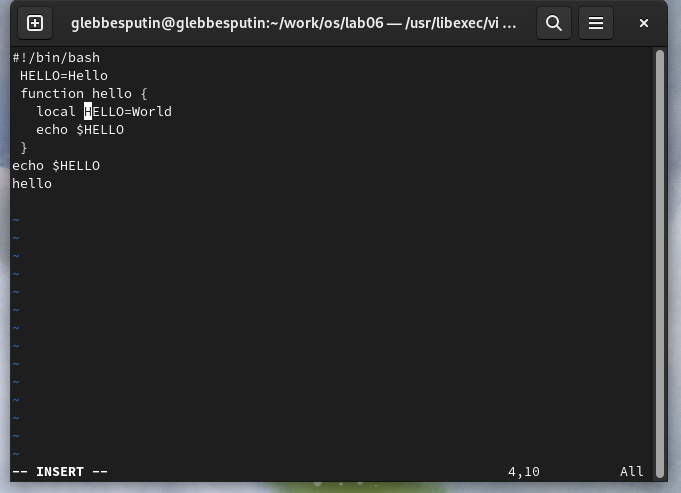 glebbesputin@glebbesputin:~/work/os/lab06 — /usr/libexec/vi ...
#!/bin/bash
 HELLO=Hello
 function hello {
   local HELLO=World
   echo $HELLO
 }
echo $HELLO
hello
~
~
~
~
~
~
~
~
~
~
~
~
~
~
-- INSERT -- 4,10 All